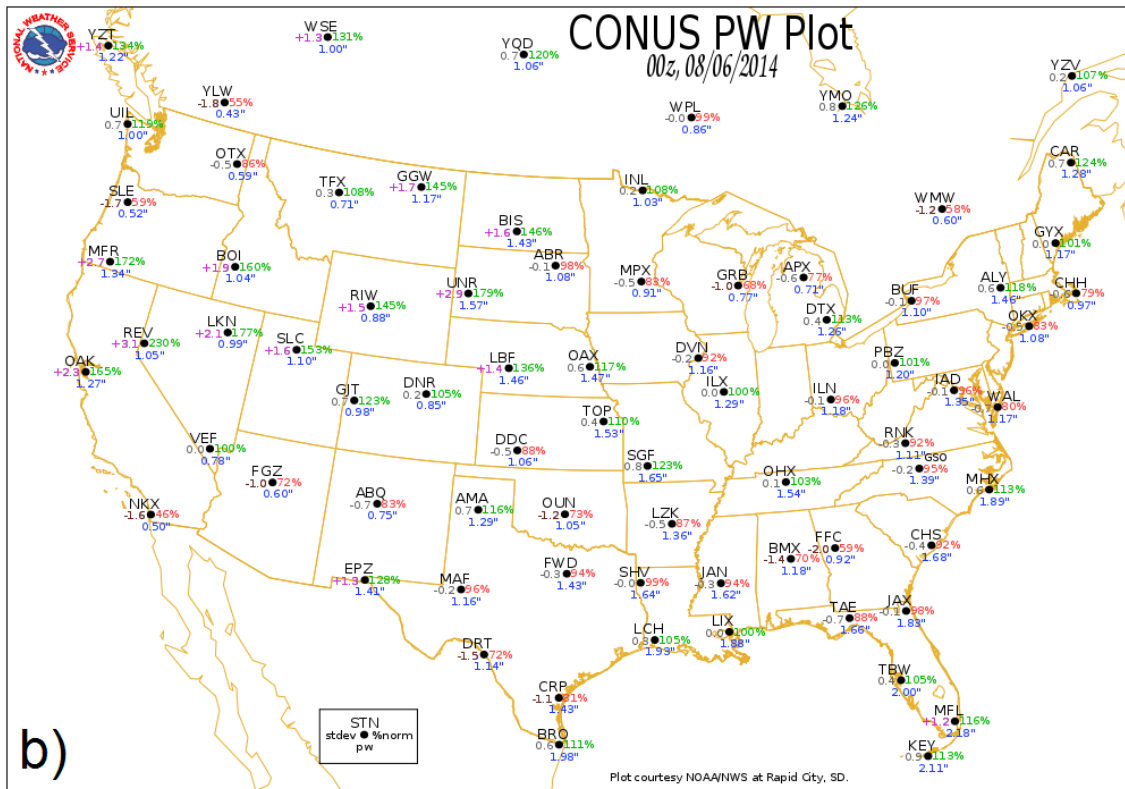 NATIONAL WEATHER SERVICE
CONUS PW Plot
00z, 08/06/2014
YZT
+1.4 134%
1.22"
WSE
+1.3 131%
1.00"
YQD
0.7 120%
1.06"
YZV
0.2 107%
1.06"
YLW
-1.8 55%
0.43"
WPL
-0.0 99%
0.86"
YMO
0.8 126%
1.24"
UIL
0.7 119%
1.00"
OTX
-0.5 86%
0.59"
CAR
0.7 124%
1.28"
TFX
0.3 108%
0.71"
GGW
+1.7 145%
1.17"
INL
0.2 108%
1.03"
SLE
-1.7 59%
0.52"
WMW
-1.2 58%
0.60"
BIS
+1.6 146%
1.43"
GYX
0.0 101%
1.17"
MFR
+2.7 172%
1.34"
BOI
+1.9 160%
1.04"
ABR
-0.1 98%
1.08"
MPX
-0.5 83%
0.91"
GRB
-1.0 68%
0.77"
APX
-0.6 77%
0.71"
UNR
+2.9 179%
1.57"
ALY
0.6 118%
1.46"
CHH
-0.6 79%
0.97"
RIW
+1.5 145%
0.88"
BUF
-0.1 97%
1.10"
DTX
0.4 113%
1.26"
OKX
-0.5 83%
1.08"
REV
+3.1 230%
1.05"
LKN
+2.1 177%
0.99"
SLC
+1.6 153%
1.10"
OAK
+2.3 165%
1.27"
LBF
+1.4 136%
1.46"
OAX
0.6 117%
1.47"
DVN
-0.2 92%
1.16"
PBZ
0.0 101%
1.20"
GJT
0.7 123%
0.98"
DNR
0.2 105%
0.85"
ILX
0.0 100%
1.29"
ILN
-0.1 96%
1.18"
IAD
-0.1 96%
1.35"
WAL
-0.7 80%
1.17"
TOP
0.4 110%
1.53"
VEF
0.0 100%
0.78"
DDC
-0.5 88%
1.06"
RNK
-0.3 92%
1.11"
SGF
0.8 123%
1.65"
GSO
-0.2 95%
1.39"
FGZ
-1.0 72%
0.60"
OHX
0.1 103%
1.54"
MHX
0.6 113%
1.89"
NKX
-1.6 46%
0.50"
ABQ
-0.7 83%
0.75"
AMA
0.7 116%
1.29"
OUN
-1.2 73%
1.05"
LZK
-0.5 87%
1.36"
BMX
-1.4 70%
1.18"
FFC
-2.0 59%
0.92"
CHS
-0.4 92%
1.68"
EPZ
+1.3 128%
1.41"
MAF
-0.2 96%
1.16"
FWD
-0.3 94%
1.43"
SHV
-0.0 99%
1.64"
JAN
-0.3 94%
1.62"
TAE
-0.7 88%
1.66"
JAX
-0.1 98%
1.83"
LCH
0.3 105%
1.93"
LIX
0.0 100%
1.88"
DRT
-1.5 72%
1.14"
TBW
0.4 105%
2.00"
CRP
-1.1 81%
1.43"
MFL
+1.2 116%
2.18"
BRO
0.6 111%
1.98"
KEY
0.9 113%
2.11"
STN
stdev %norm
pw
b)
Plot courtesy NOAA/NWS at Rapid City, SD.